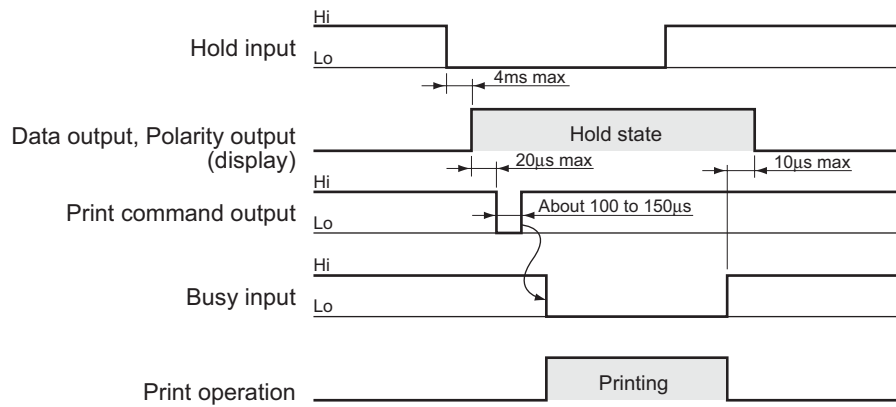 Hi
Hold input
Lo
4ms max
Data output, Polarity output
(display)
Hold state
20μs max
10μs max
Hi
Print command output
About 100 to 150μs
Lo
Hi
Busy input
Lo
Print operation
Printing